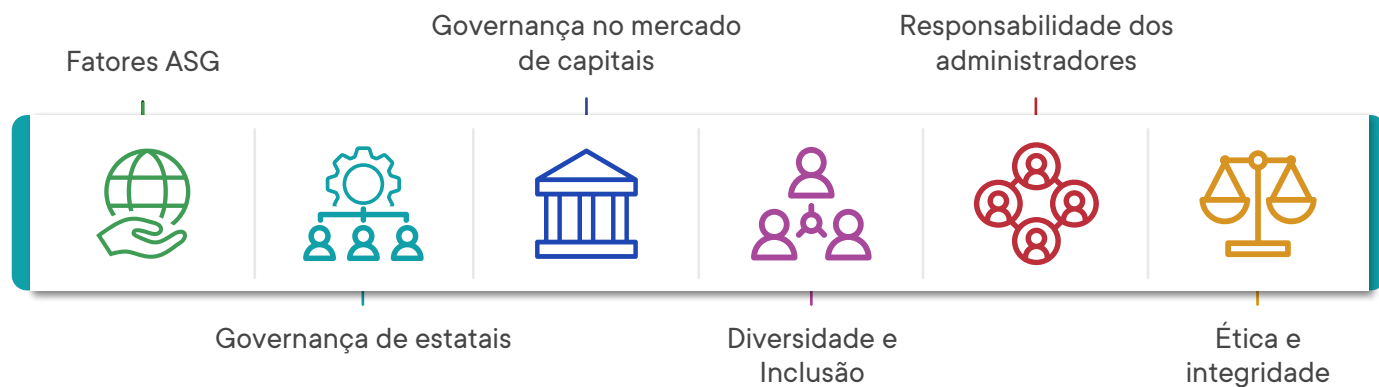 Fatores ASG
Governança no mercado
de capitais
Responsabilidade dos
administradores
Governança de estatais
Diversidade e
Inclusão
Ética e
integridade